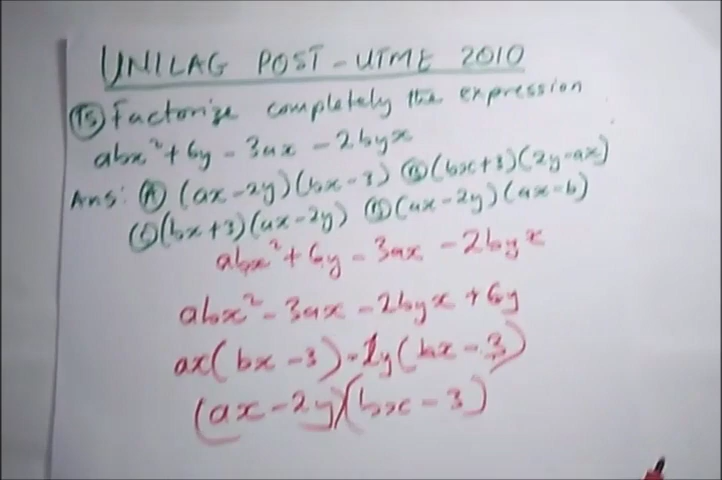 UNILAG POST-UTME 2010
(15) Factorize completely the expression
abx² + 6y - 3ax - 2byx
Ans: (A) (ax-2y)(bx-3) (B) (bx+3)(2y-ax)
(C) (bx+3)(ax-2y) (D) (ax-2y)(ax-b)
abx² + 6y - 3ax - 2byx
abx² - 3ax - 2byx + 6y
ax(bx-3) - 2y(bx-3)
(ax-2y)(bx-3)